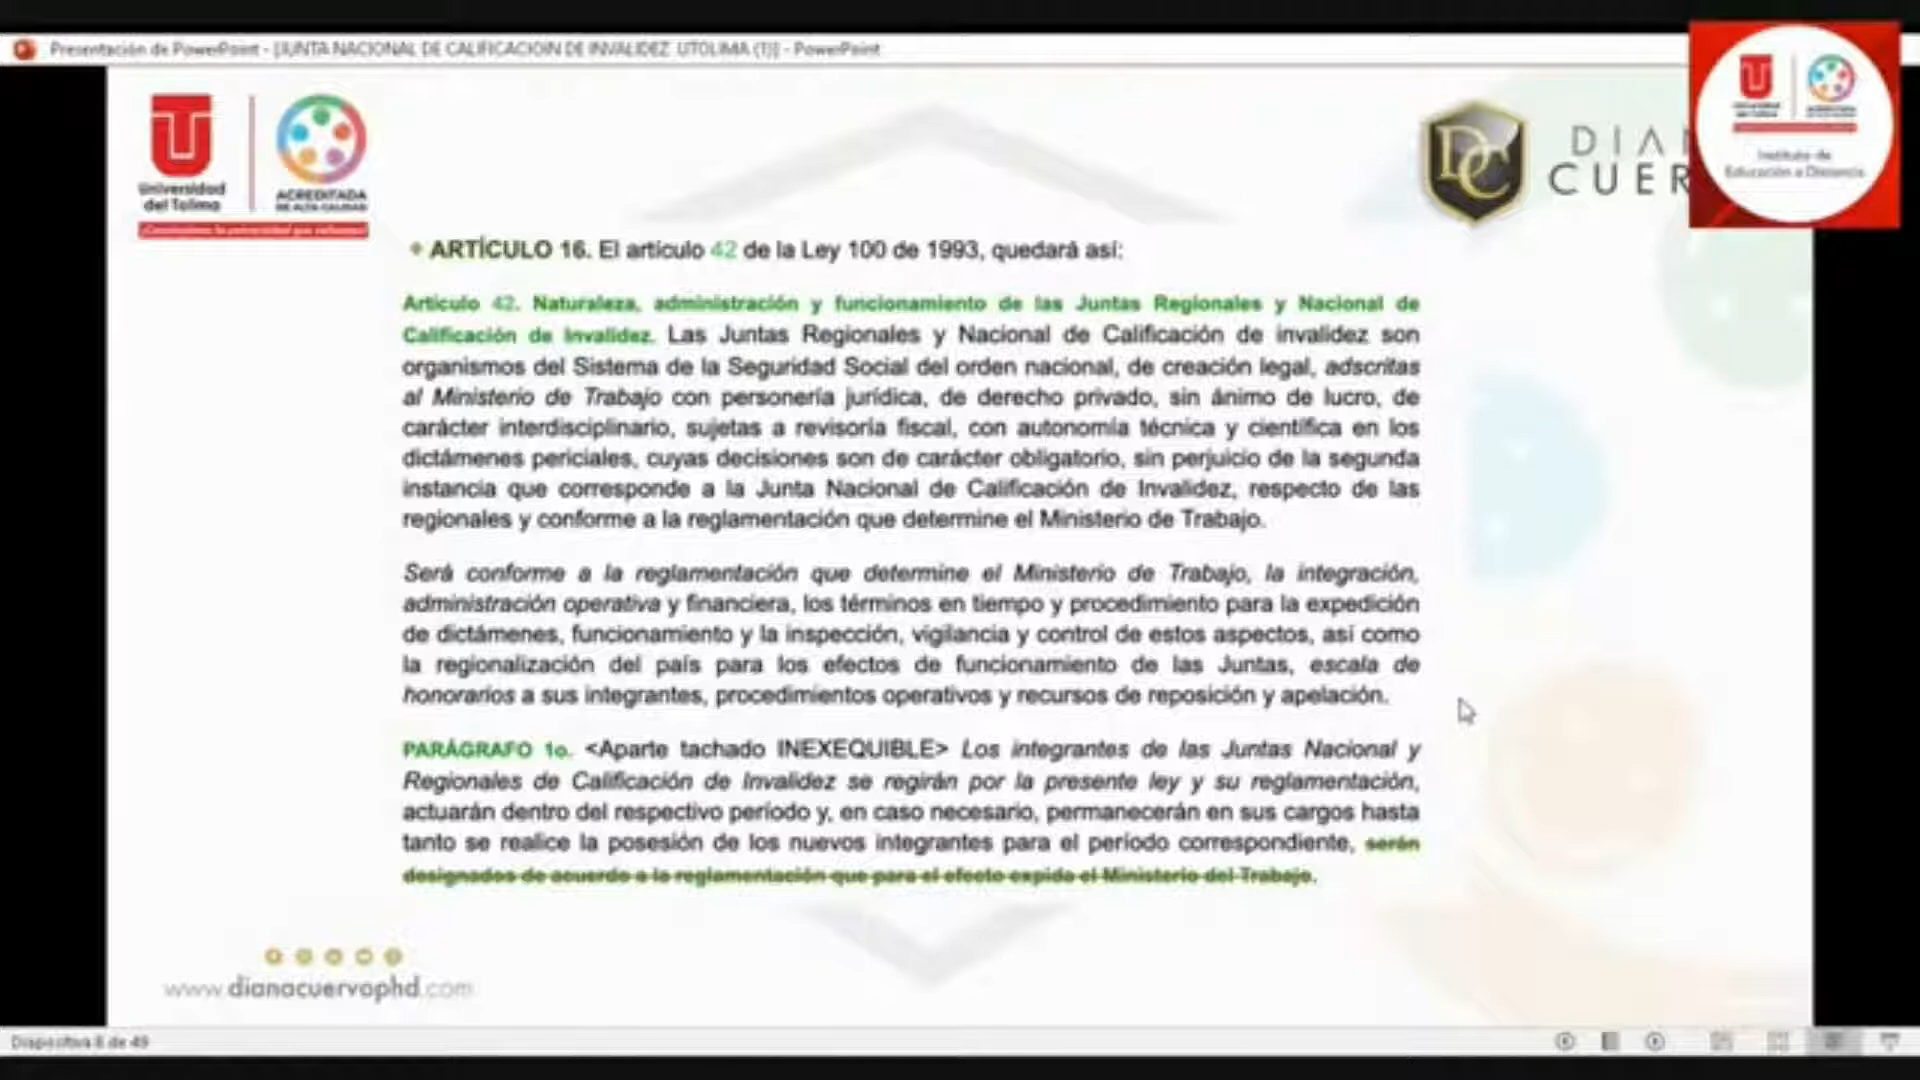 Presentación de PowerPoint - [JUNTA NACIONAL DE CALIFICACION DE INVALIDEZ UTOLIMA (1)] - PowerPoint
Universidad
del Tolima
ACREDITADA
DE ALTA CALIDAD
DC
DIA
CUER
Instituto de
Educación a Distancia
ARTÍCULO 16. El artículo 42 de la Ley 100 de 1993, quedará así:
Artículo 42. Naturaleza, administración y funcionamiento de las Juntas Regionales y Nacional de
Calificación de Invalidez. Las Juntas Regionales y Nacional de Calificación de invalidez son
organismos del Sistema de la Seguridad Social del orden nacional, de creación legal, adscritas
al Ministerio de Trabajo con personería jurídica, de derecho privado, sin ánimo de lucro, de
carácter interdisciplinario, sujetas a revisoría fiscal, con autonomía técnica y científica en los
dictámenes periciales, cuyas decisiones son de carácter obligatorio, sin perjuicio de la segunda
instancia que corresponde a la Junta Nacional de Calificación de Invalidez, respecto de las
regionales y conforme a la reglamentación que determine el Ministerio de Trabajo.
Será conforme a la reglamentación que determine el Ministerio de Trabajo, la integración,
administración operativa y financiera, los términos en tiempo y procedimiento para la expedición
de dictámenes, funcionamiento y la inspección, vigilancia y control de estos aspectos, así como
la regionalización del país para los efectos de funcionamiento de las Juntas, escala de
honorarios a sus integrantes, procedimientos operativos y recursos de reposición y apelación.
PARÁGRAFO 1o. <Aparte tachado INEXEQUIBLE> Los integrantes de las Juntas Nacional y
Regionales de Calificación de Invalidez se regirán por la presente ley y su reglamentación,
actuarán dentro del respectivo período y, en caso necesario, permanecerán en sus cargos hasta
tanto se realice la posesión de los nuevos integrantes para el período correspondiente, serán
designados de acuerdo a la reglamentación que para el efecto expida el Ministerio del Trabajo.
www.dianacuervophd.com
Diapositiva 8 de 49